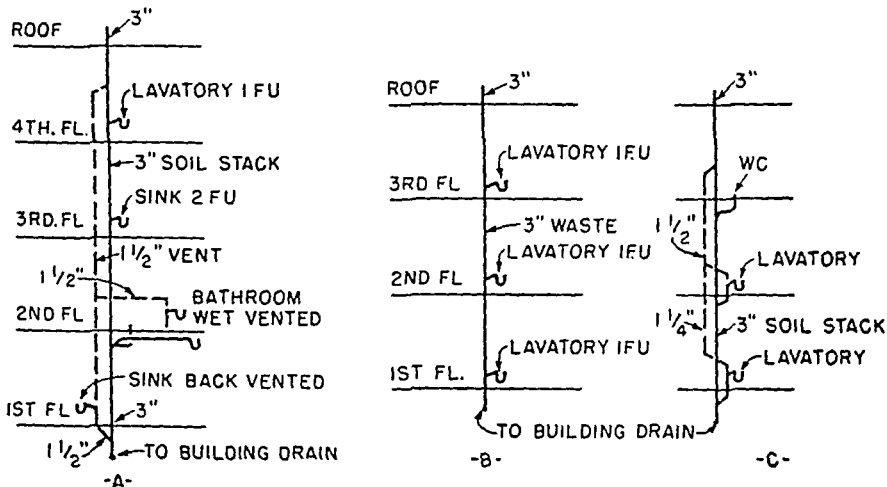 3"
ROOF
LAVATORY 1 FU
4TH. FL.
3" SOIL STACK
SINK 2 FU
3RD. FL
1 1/2" VENT
1 1/2"
BATHROOM
WET VENTED
2ND FL
SINK BACK VENTED
1ST FL
3"
1 1/2"
TO BUILDING DRAIN
-A-
3"
ROOF
LAVATORY 1F.U
3RD FL
3" WASTE
LAVATORY 1F.U
2ND FL
LAVATORY 1F.U
1ST FL.
TO BUILDING DRAIN
-B-
3"
WC
1 1/2"
LAVATORY
1 1/4"
3" SOIL STACK
LAVATORY
-C-